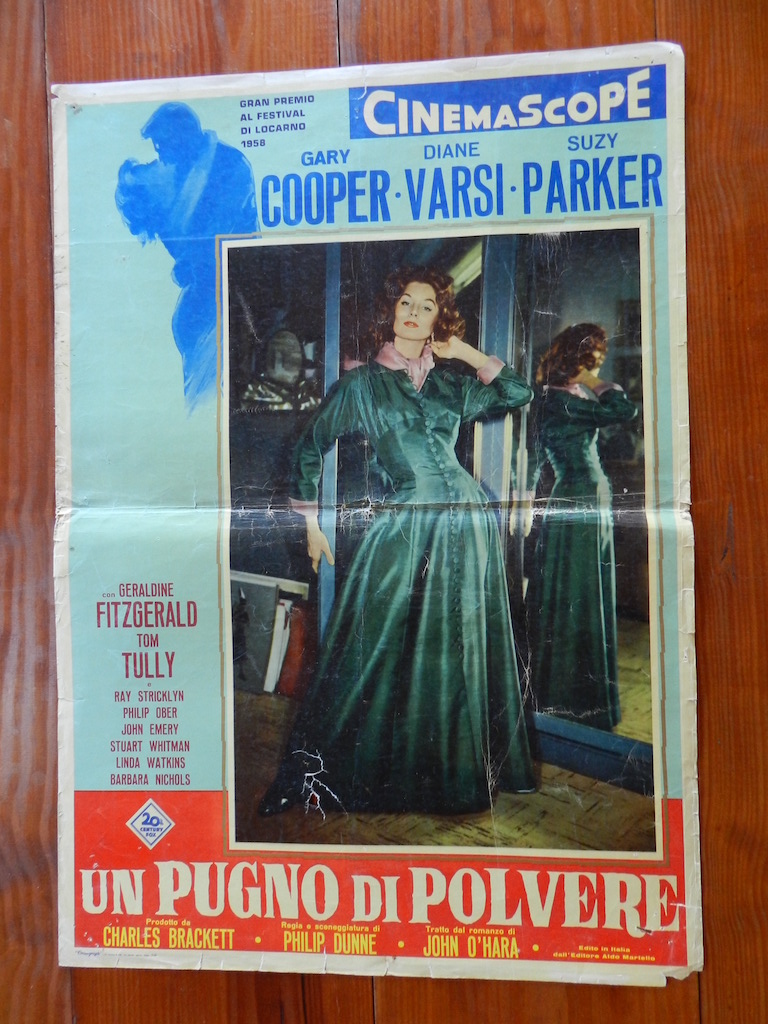 GRAN PREMIO
AL FESTIVAL
DI LOCARNO
1958
CINEMASCOPE
GARY DIANE SUZY
COOPER · VARSI · PARKER
con GERALDINE
FITZGERALD
TOM
TULLY
e
RAY STRICKLYN
PHILIP OBER
JOHN EMERY
STUART WHITMAN
LINDA WATKINS
BARBARA NICHOLS
20th
CENTURY
FOX
UN PUGNO DI POLVERE
Prodotto da Regia e sceneggiatura di Tratto dal romanzo di
CHARLES BRACKETT · PHILIP DUNNE · JOHN O'HARA ·
Edito in Italia
dall'Editore Aldo Martello